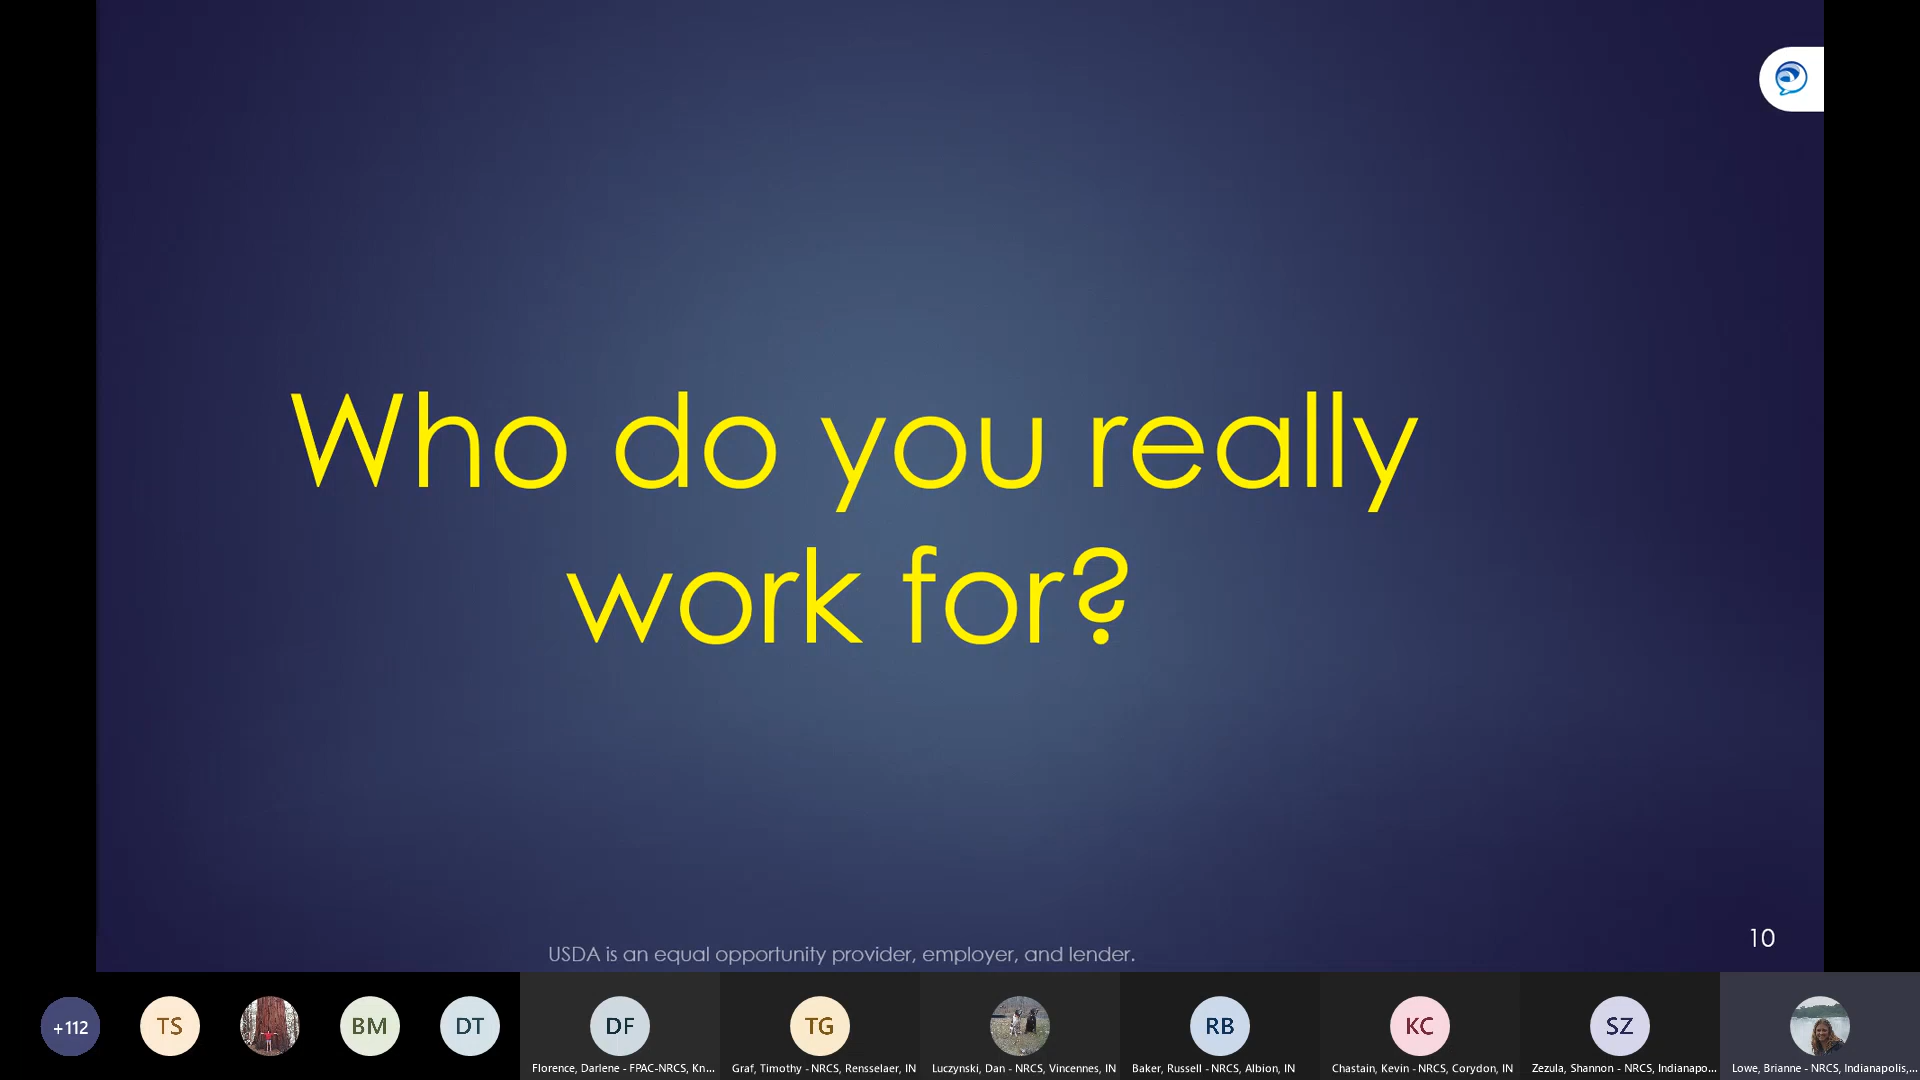 Who do you really
work for?
10
USDA is an equal opportunity provider, employer, and lender.
+112
TS
BM
DT
DF
TG
RB
KC
SZ
Florence, Darlene - FPAC-NRCS, Kn...
Graf, Timothy - NRCS, Rensselaer, IN
Luczynski, Dan - NRCS, Vincennes, IN
Baker, Russell - NRCS, Albion, IN
Chastain, Kevin - NRCS, Corydon, IN
Zezula, Shannon - NRCS, Indianapo...
Lowe, Brianne - NRCS, Indianapolis,...